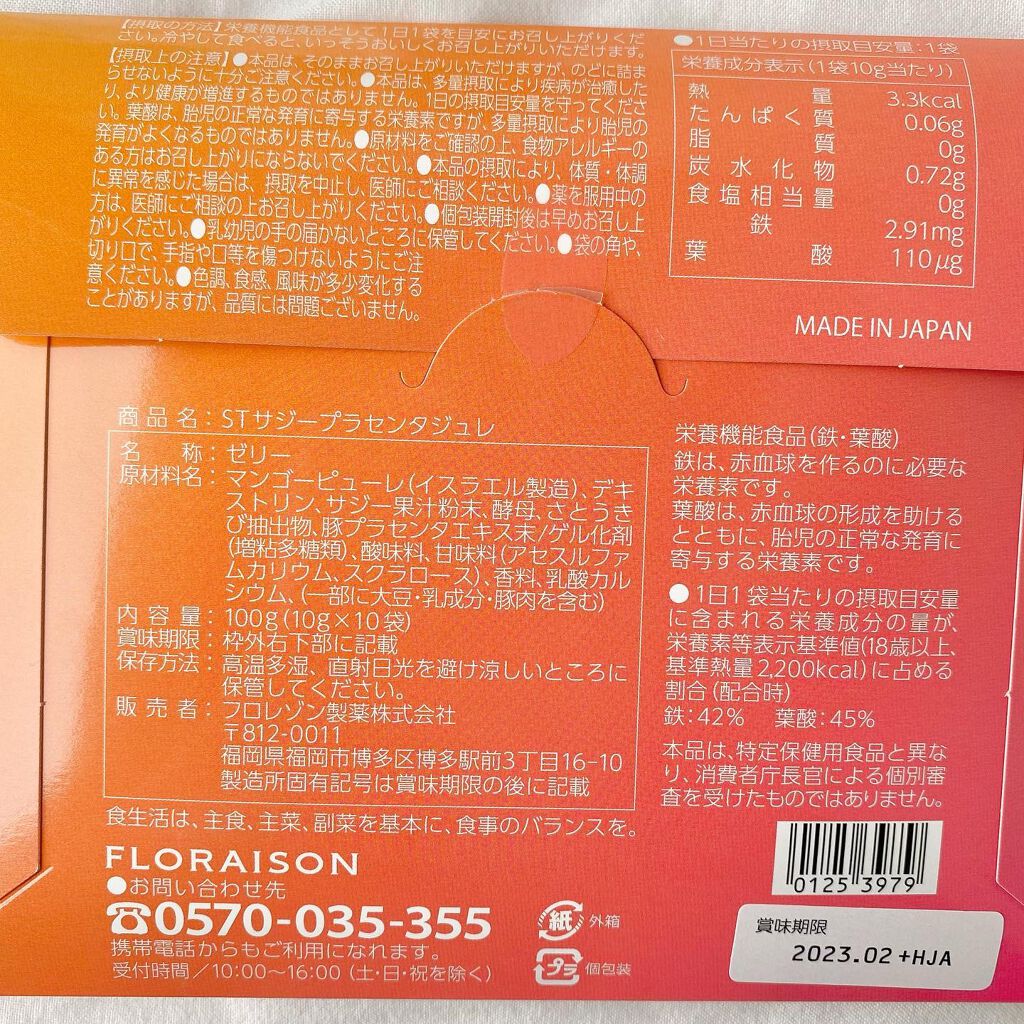 【摂取の方法】栄養機能食品として1日1袋を目安にお召し上がりくだ
さい。冷やして食べると、いっそうおいしくお召し上がりいただけます。
【摂取上の注意】●本品は、そのままお召し上がりいただけますが、のどに詰ま
らせないように十分ご注意ください。●本品は、多量摂取により疾病が治癒した
り、より健康が増進するものではありません。1日の摂取目安量を守ってくださ
い。葉酸は、胎児の正常な発育に寄与する栄養素ですが、多量摂取により胎児の
発育がよくなるものではありません。●原材料をご確認の上、食物アレルギーの
ある方はお召し上がりにならないでください。●本品の摂取により、体質・体調
に異常を感じた場合は、摂取を中止し、医師にご相談ください。●薬を服用中の
方は、医師にご相談の上お召し上がりください。●個包装開封後は早めお召し上
がりください。●乳幼児の手の届かないところに保管してください。●袋の角や、
切り口で、手指や口等を傷つけないようにご注
意ください。●色調、食感、風味が多少変化する
ことがありますが、品質には問題ございません。
●1日当たりの摂取目安量：1袋
栄養成分表示（1袋10g当たり）
熱量 3.3kcal
たんぱく質 0.06g
脂質 0g
炭水化物 0.72g
食塩相当量 0g
鉄 2.91mg
葉酸 110μg
MADE IN JAPAN
商品名：STサジープラセンタジュレ
名称：ゼリー
原材料名：マンゴーピューレ（イスラエル製造）、デキ
ストリン、サジー果汁粉末、酵母、さとうき
び抽出物、豚プラセンタエキス末/ゲル化剤
（増粘多糖類）、酸味料、甘味料（アセスルファ
ムカリウム、スクラロース）、香料、乳酸カル
シウム、（一部に大豆・乳成分・豚肉を含む）
内容量：100g（10g×10袋）
賞味期限：枠外右下部に記載
保存方法：高温多湿、直射日光を避け涼しいところに
保管してください。
販売者：フロレゾン製薬株式会社
〒812-0011
福岡県福岡市博多区博多駅前3丁目16-10
製造所固有記号は賞味期限の後に記載
食生活は、主食、主菜、副菜を基本に、食事のバランスを。
FLORAISON
●お問い合わせ先
☎0570-035-355
携帯電話からもご利用になれます。
受付時間／10:00〜16:00（土・日・祝を除く）
紙 外箱
プラ 個包装
栄養機能食品（鉄・葉酸）
鉄は、赤血球を作るのに必要な
栄養素です。
葉酸は、赤血球の形成を助ける
とともに、胎児の正常な発育に
寄与する栄養素です。
●1日1袋当たりの摂取目安量
に含まれる栄養成分の量が、
栄養素等表示基準値（18歳以上、
基準熱量2,200kcal）に占める
割合（配合時）
鉄：42% 葉酸：45%
本品は、特定保健用食品と異な
り、消費者庁長官による個別審
査を受けたものではありません。
0125 3979
賞味期限
2023.02+HJA